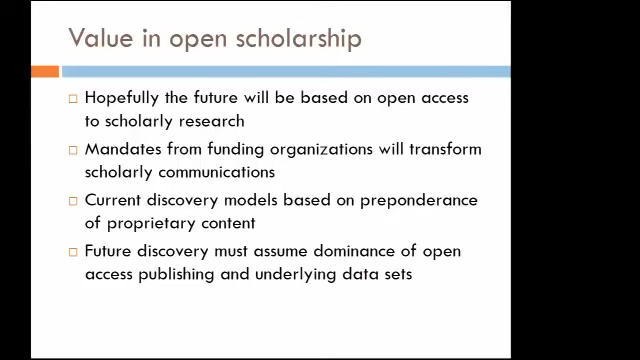 Value in open scholarship
Hopefully the future will be based on open access
to scholarly research
Mandates from funding organizations will transform
scholarly communications
Current discovery models based on preponderance
of proprietary content
Future discovery must assume dominance of open
access publishing and underlying data sets